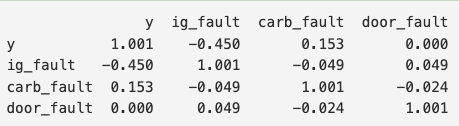 y ig_fault carb_fault door_fault
y 1.001 -0.450 0.153 0.000
ig_fault -0.450 1.001 -0.049 0.049
carb_fault 0.153 -0.049 1.001 -0.024
door_fault 0.000 0.049 -0.024 1.001